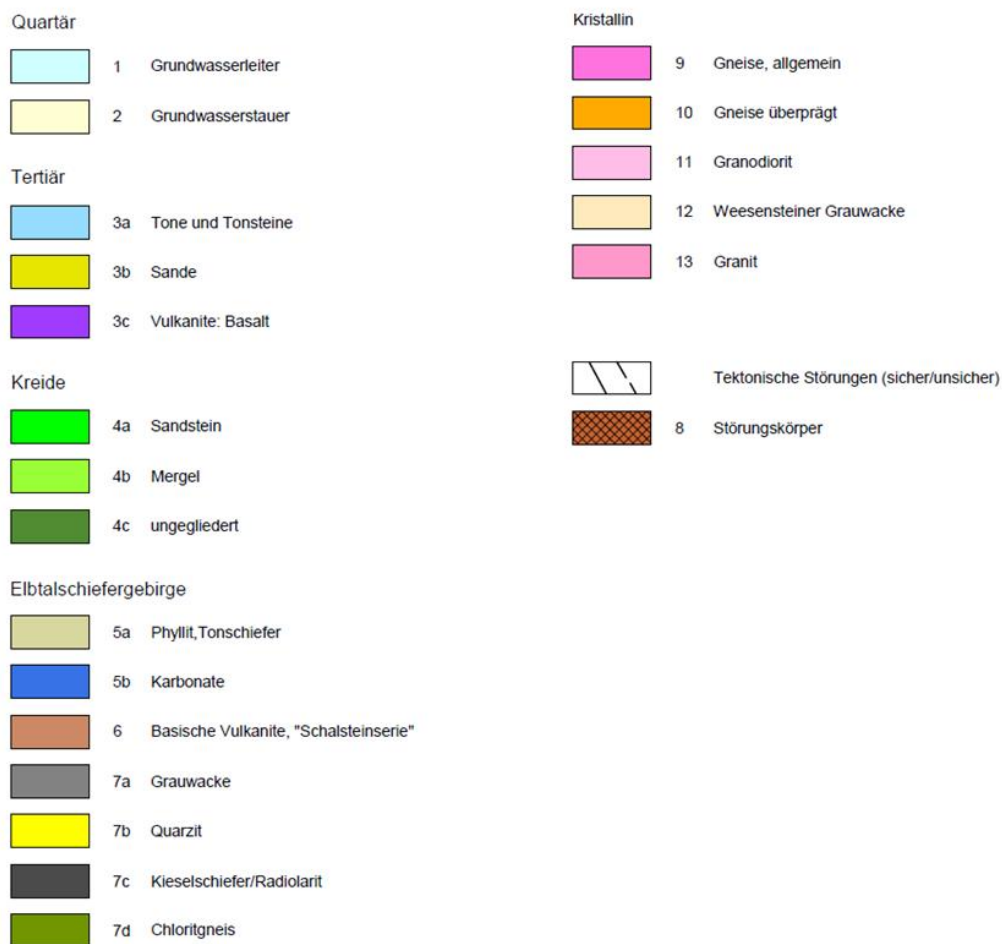 Quartär
1 Grundwasserleiter
2 Grundwasserstauer
Tertiär
3a Tone und Tonsteine
3b Sande
3c Vulkanite: Basalt
Kreide
4a Sandstein
4b Mergel
4c ungegliedert
Elbtalschiefergebirge
5a Phyllit,Tonschiefer
5b Karbonate
6 Basische Vulkanite, "Schalsteinserie"
7a Grauwacke
7b Quarzit
7c Kieselschiefer/Radiolarit
7d Chloritgneis
Kristallin
9 Gneise, allgemein
10 Gneise überprägt
11 Granodiorit
12 Weesensteiner Grauwacke
13 Granit
Tektonische Störungen (sicher/unsicher)
8 Störungskörper